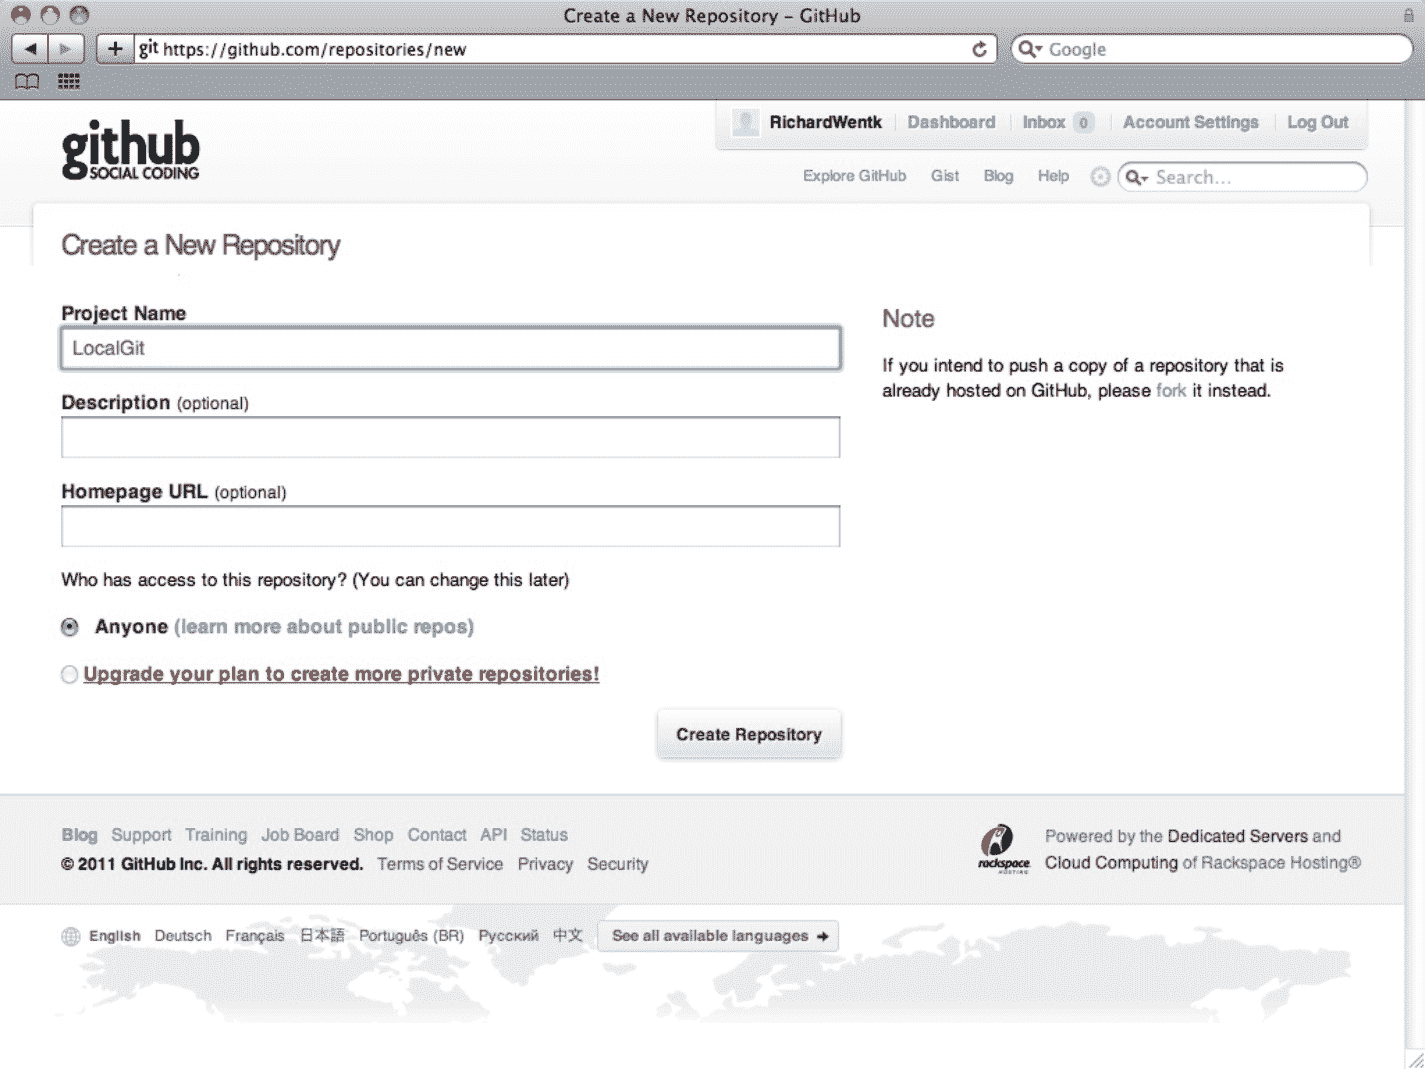 Create a New Repository – GitHub
git https://github.com/repositories/new
Google
github
SOCIAL CODING
RichardWentk Dashboard Inbox 0 Account Settings Log Out
Explore GitHub Gist Blog Help Search...
Create a New Repository
Project Name
LocalGit
Description (optional)
Homepage URL (optional)
Who has access to this repository? (You can change this later)
Anyone (learn more about public repos)
Upgrade your plan to create more private repositories!
Create Repository
Note
If you intend to push a copy of a repository that is
already hosted on GitHub, please fork it instead.
Blog Support Training Job Board Shop Contact API Status
© 2011 GitHub Inc. All rights reserved. Terms of Service Privacy Security
rackspace
HOSTING
Powered by the Dedicated Servers and
Cloud Computing of Rackspace Hosting®
English Deutsch Français 日本語 Português (BR) Русский 中文 See all available languages →